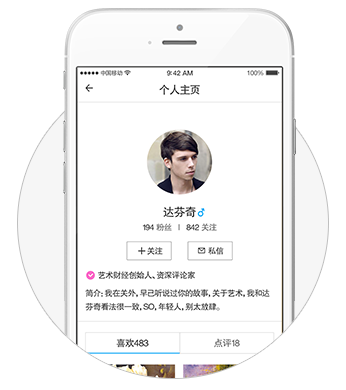 中国移动 9:42 AM 100%
个人主页
达芬奇
194 粉丝 | 842 关注
+关注 私信
艺术财经创始人、资深评论家
简介: 我在关外, 早已听说过你的故事, 关于艺术, 我和达
芬奇看法很一致, SO, 年轻人, 别太放肆。
喜欢483 点评18